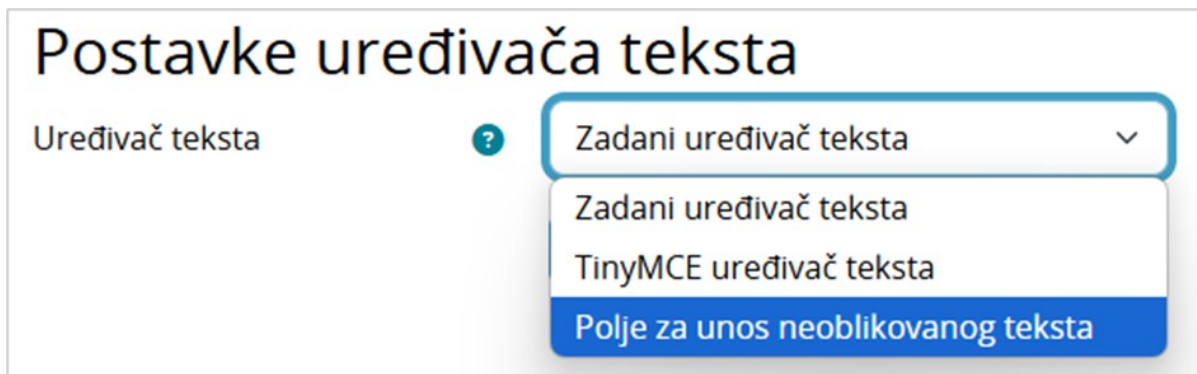 Postavke uređivača teksta
Uređivač teksta ? Zadani uređivač teksta
Zadani uređivač teksta
TinyMCE uređivač teksta
Polje za unos neoblikovanog teksta